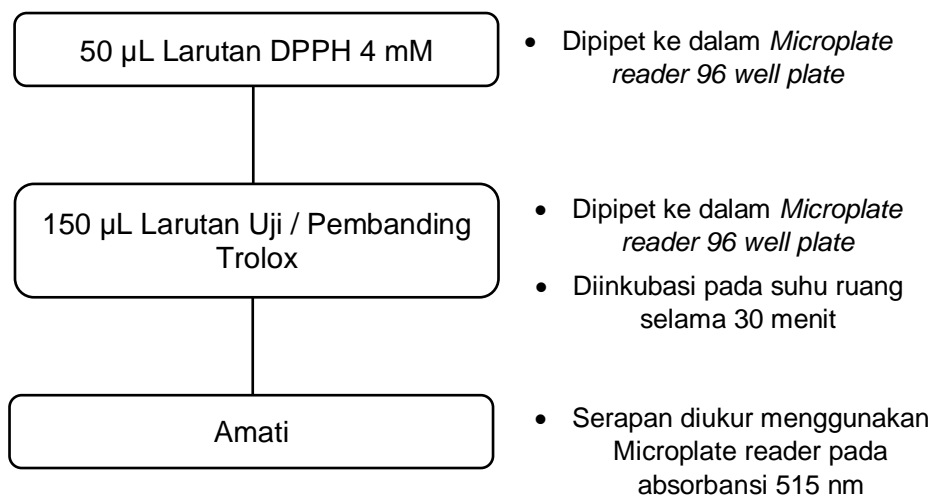 50 µL Larutan DPPH 4 mM
• Dipipet ke dalam Microplate
reader 96 well plate
150 µL Larutan Uji / Pembanding
Trolox
• Dipipet ke dalam Microplate
reader 96 well plate
• Diinkubasi pada suhu ruang
selama 30 menit
Amati
• Serapan diukur menggunakan
Microplate reader pada
absorbansi 515 nm